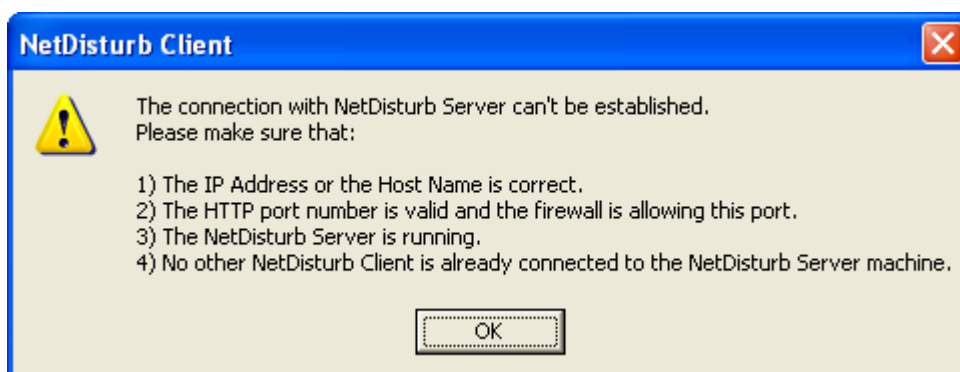 NetDisturb Client
The connection with NetDisturb Server can't be established.
Please make sure that:
1) The IP Address or the Host Name is correct.
2) The HTTP port number is valid and the firewall is allowing this port.
3) The NetDisturb Server is running.
4) No other NetDisturb Client is already connected to the NetDisturb Server machine.
OK